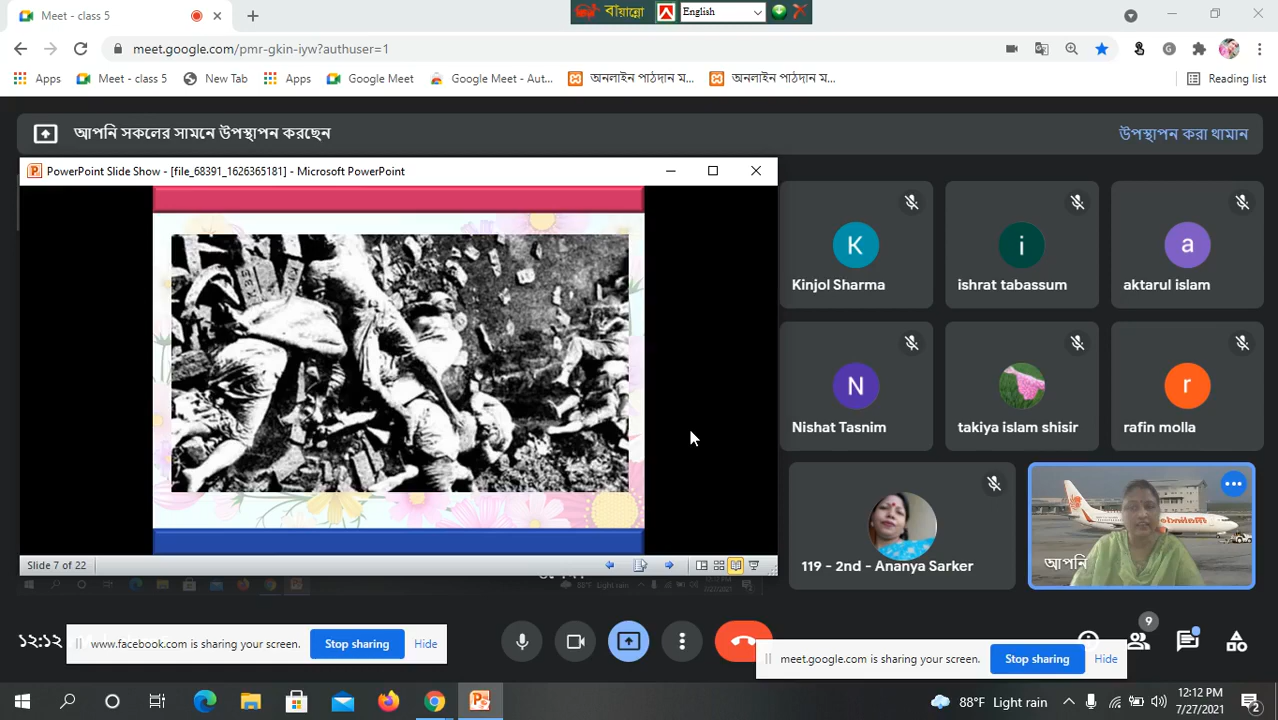 Meet - class 5
বাঁয়ান্নো
English
meet.google.com/pmr-gkin-iyw?authuser=1
Apps
Meet - class 5
New Tab
Apps
Google Meet
Google Meet - Aut...
অনলাইন পাঠদান ম...
অনলাইন পাঠদান ম...
Reading list
আপনি সকলের সামনে উপস্থাপন করছেন
উপস্থাপন করা থামান
PowerPoint Slide Show - [file_68391_1626365181] - Microsoft PowerPoint
K
i
a
Kinjol Sharma
ishrat tabassum
aktarul islam
N
r
Nishat Tasnim
takiya islam shisir
rafin molla
119 - 2nd - Ananya Sarker
আপনি
Slide 7 of 22
১২:১২
www.facebook.com is sharing your screen.
Stop sharing
Hide
9
meet.google.com is sharing your screen.
Stop sharing
Hide
88°F Light rain
12:12 PM
7/27/2021
2